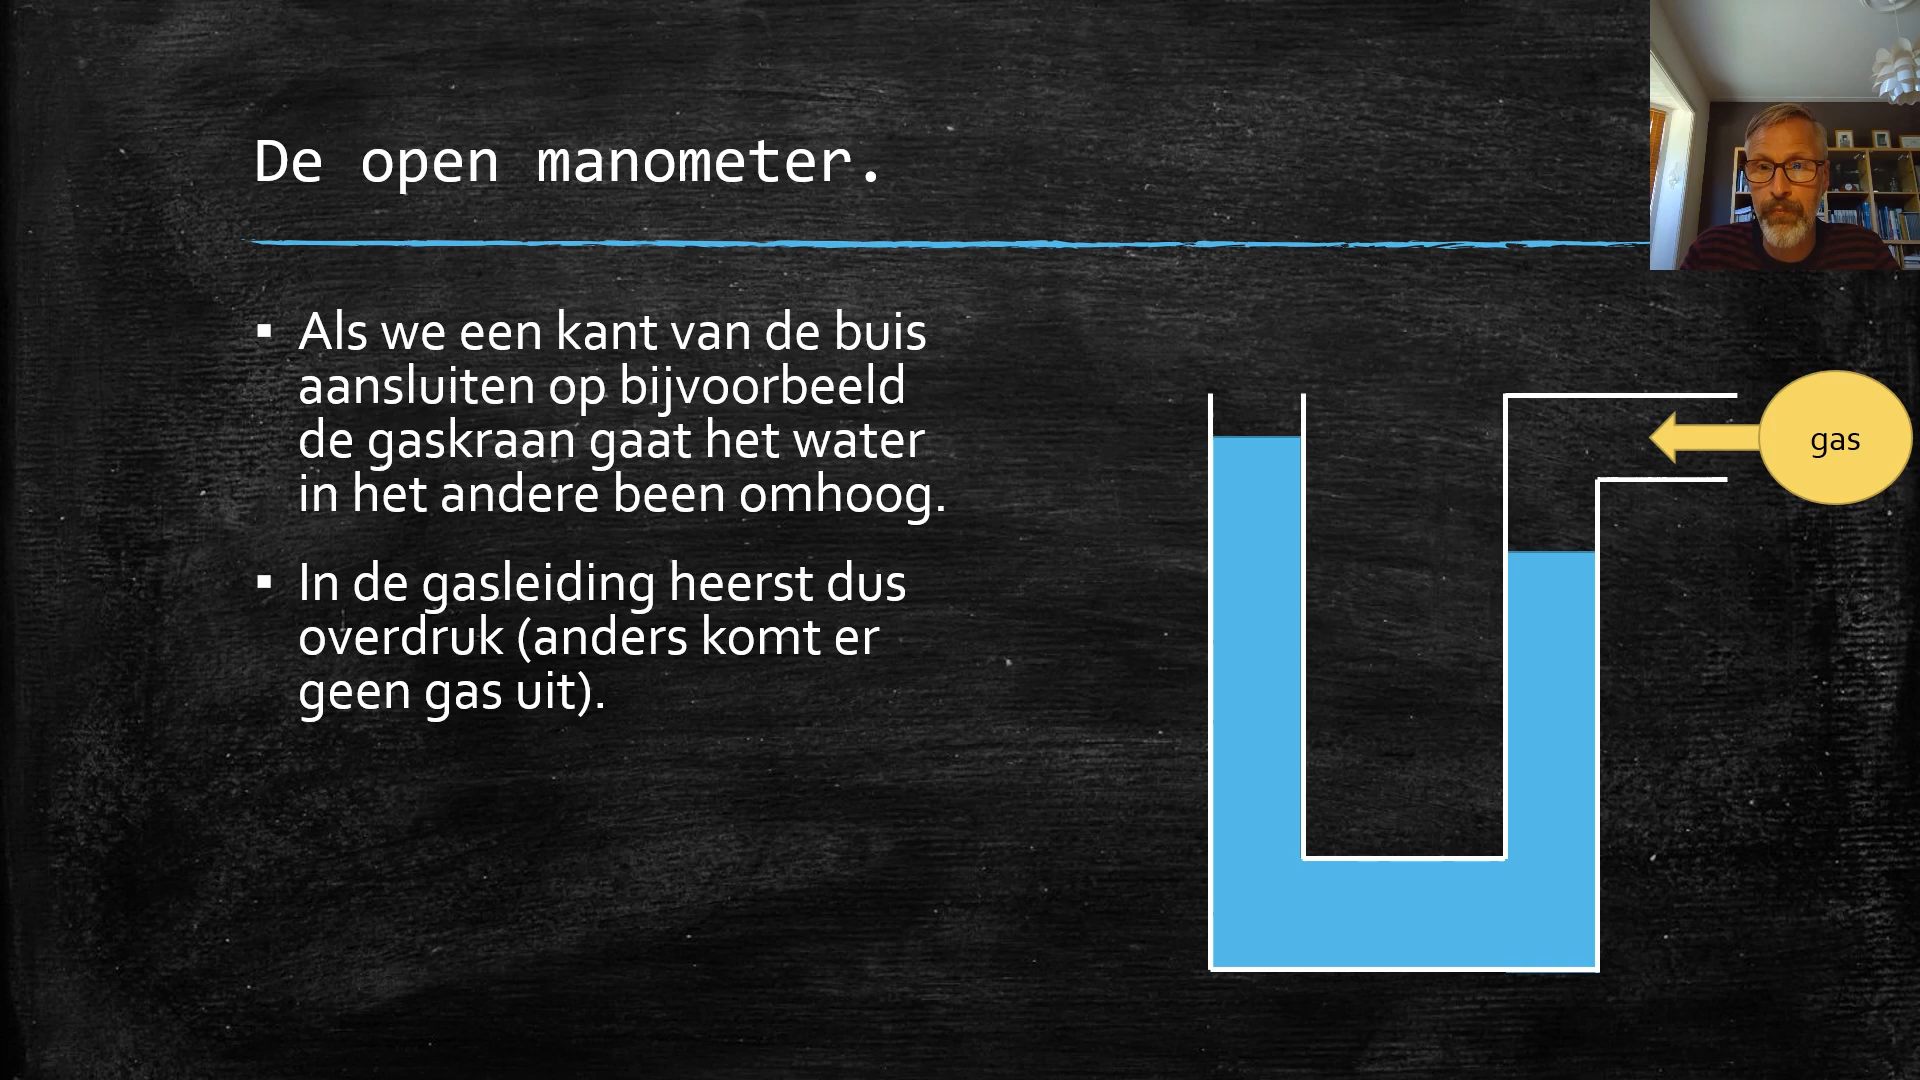 De open manometer.
▪ Als we een kant van de buis
aansluiten op bijvoorbeeld
de gaskraan gaat het water
in het andere been omhoog.
▪ In de gasleiding heerst dus
overdruk (anders komt er
geen gas uit).
gas